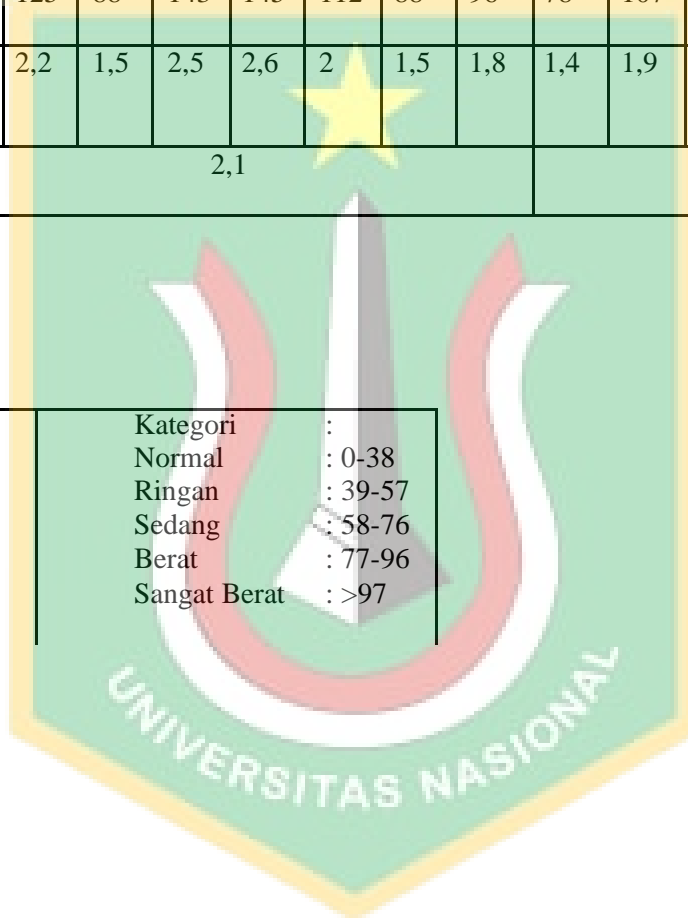 2,2 1,5 2,5 2,6 2 1,5 1,8 1,4 1,9
2,1
Kategori :
Normal : 0-38
Ringan : 39-57
Sedang : 58-76
Berat : 77-96
Sangat Berat : >97
UNIVERSITAS NASIONAL